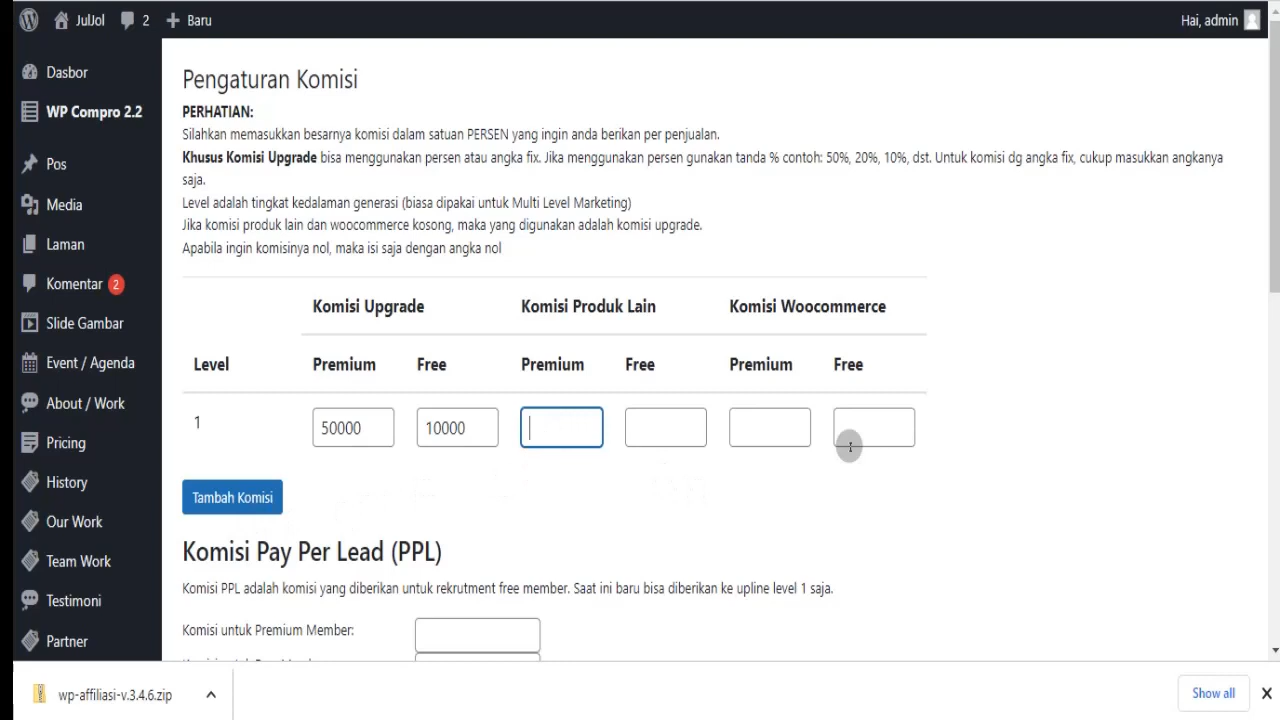 JulJol 2 Baru Hai, admin
Dasbor
WP Compro 2.2
Pos
Media
Laman
Komentar 2
Slide Gambar
Event / Agenda
About / Work
Pricing
History
Our Work
Team Work
Testimoni
Partner
Pengaturan Komisi
PERHATIAN:
Silahkan memasukkan besarnya komisi dalam satuan PERSEN yang ingin anda berikan per penjualan.
Khusus Komisi Upgrade bisa menggunakan persen atau angka fix. Jika menggunakan persen gunakan tanda % contoh: 50%, 20%, 10%, dst. Untuk komisi dg angka fix, cukup masukkan angkanya
saja.
Level adalah tingkat kedalaman generasi (biasa dipakai untuk Multi Level Marketing)
Jika komisi produk lain dan woocommerce kosong, maka yang digunakan adalah komisi upgrade.
Apabila ingin komisinya nol, maka isi saja dengan angka nol
Komisi Upgrade Komisi Produk Lain Komisi Woocommerce
Level Premium Free Premium Free Premium Free
1 50000 10000
Tambah Komisi
Komisi Pay Per Lead (PPL)
Komisi PPL adalah komisi yang diberikan untuk rekrutment free member. Saat ini baru bisa diberikan ke upline level 1 saja.
Komisi untuk Premium Member:
wp-affiliasi-v.3.4.6.zip Show all